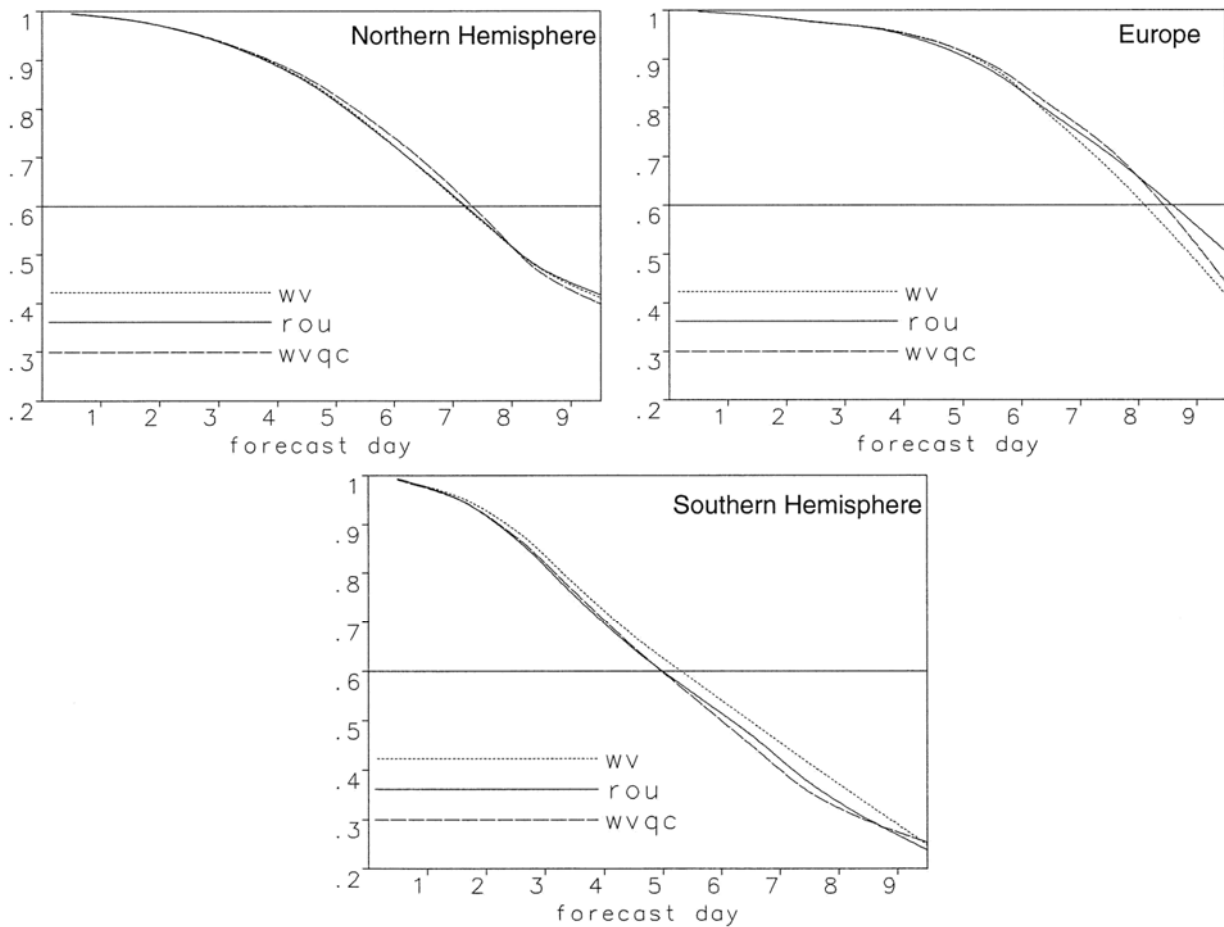 Northern Hemisphere
1
.9
.8
.7
.6
.5
.4
.3
.2
wv
rou
wvqc
1 2 3 4 5 6 7 8 9
forecast day
Europe
1
.9
.8
.7
.6
.5
.4
.3
.2
wv
rou
wvqc
1 2 3 4 5 6 7 8 9
forecast day
Southern Hemisphere
1
.9
.8
.7
.6
.5
.4
.3
.2
wv
rou
wvqc
1 2 3 4 5 6 7 8 9
forecast day